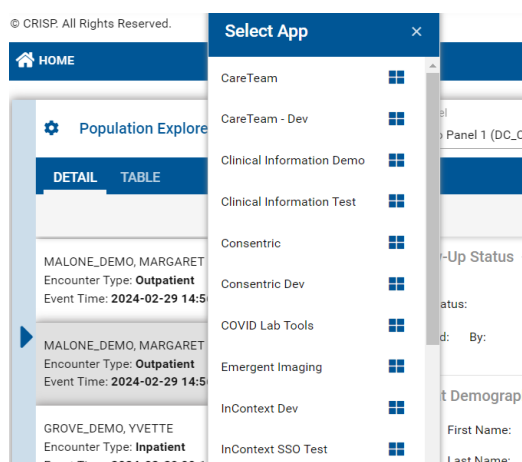 © CRISP. All Rights Reserved.
HOME
Population Explore
DETAIL TABLE
MALONE_DEMO, MARGARET
Encounter Type: Outpatient
Event Time: 2024-02-29 14:5
MALONE_DEMO, MARGARET
Encounter Type: Outpatient
Event Time: 2024-02-29 14:5
GROVE_DEMO, YVETTE
Encounter Type: Inpatient
Select App ×
CareTeam
CareTeam - Dev
Clinical Information Demo
Clinical Information Test
Consentric
Consentric Dev
COVID Lab Tools
Emergent Imaging
InContext Dev
InContext SSO Test
el
Panel 1 (DC_C
-Up Status
atus:
d: By:
t Demograp
First Name:
Last Name: